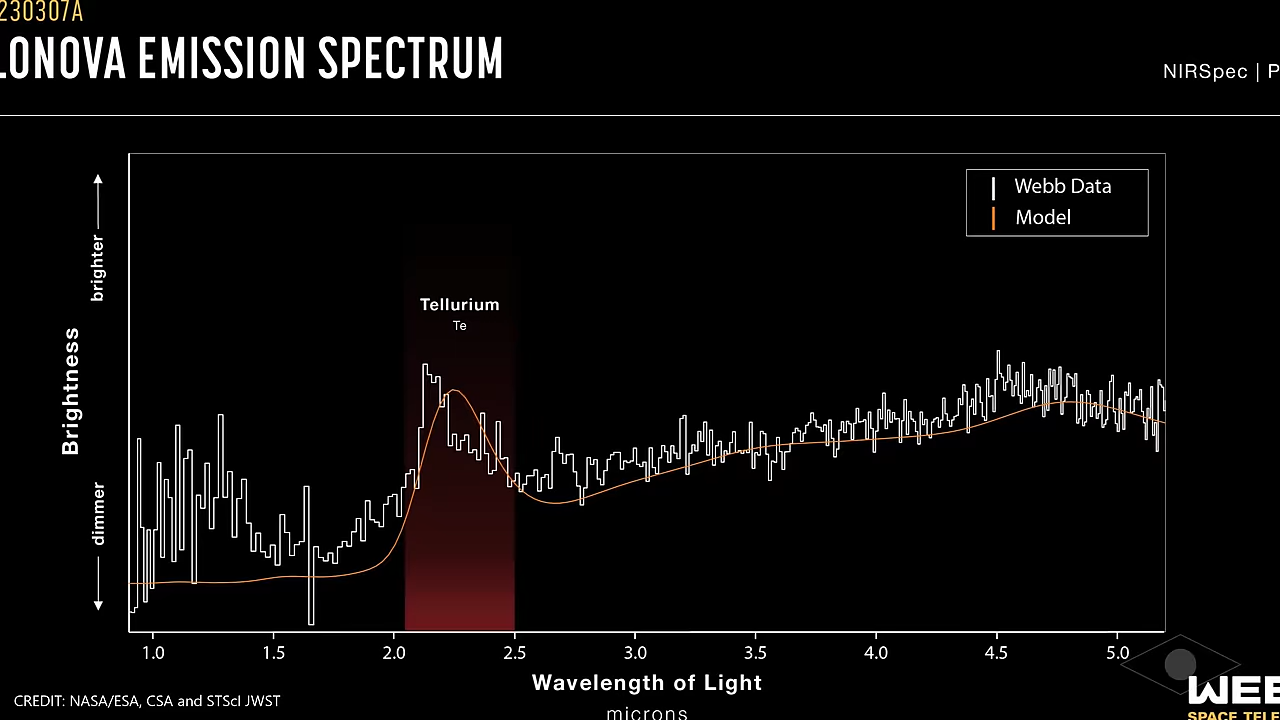 230307A
LONOVA EMISSION SPECTRUM
NIRSpec | P
Webb Data
Model
brighter
Tellurium
Te
Brightness
dimmer
1.0 1.5 2.0 2.5 3.0 3.5 4.0 4.5 5.0
Wavelength of Light
microns
CREDIT: NASA/ESA, CSA and STScI JWST
WEB
SPACE TELE